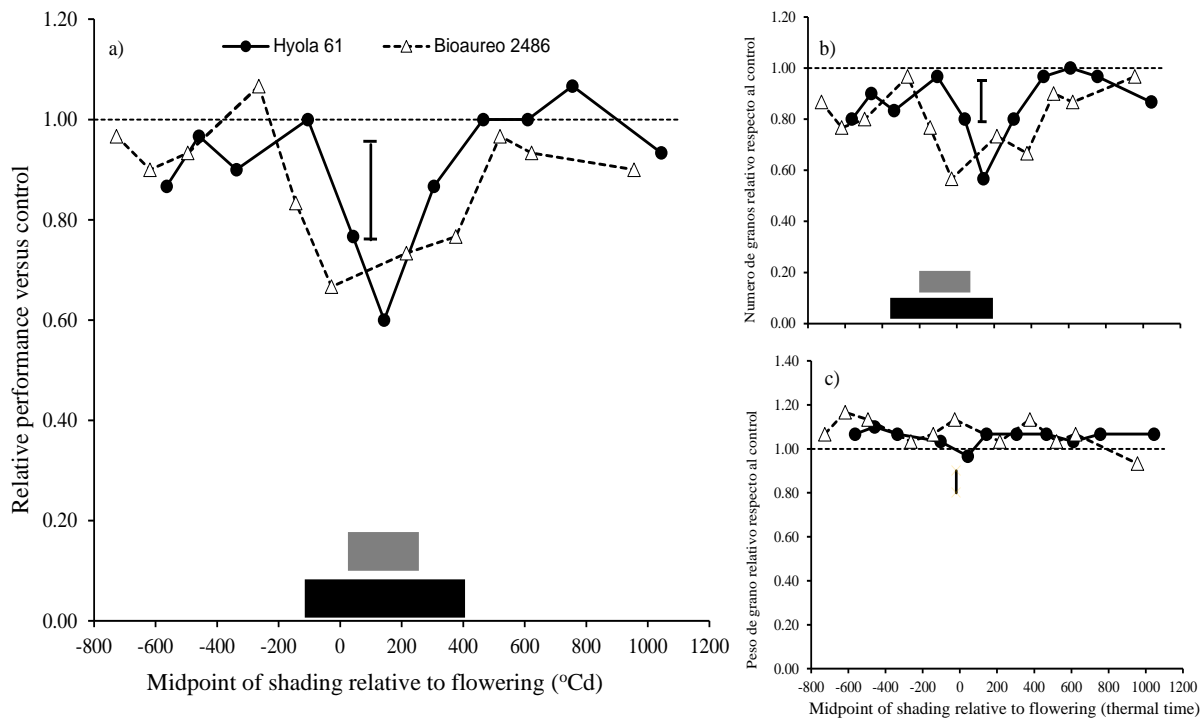 a)
Hyola 61
Bioaureo 2486
1.20
1.00
0.80
0.60
0.40
0.20
0.00
Relative performance versus control
-800 -600 -400 -200 0 200 400 600 800 1000 1200
Midpoint of shading relative to flowering (°Cd)
b)
1.20
1.00
0.80
0.60
0.40
0.20
0.00
Numero de granos relativo respecto al control
c)
1.40
1.20
1.00
0.80
0.60
0.40
0.20
0.00
Peso de grano relativo respecto al control
-800 -600 -400 -200 0 200 400 600 800 1000 1200
Midpoint of shading relative to flowering (thermal time)